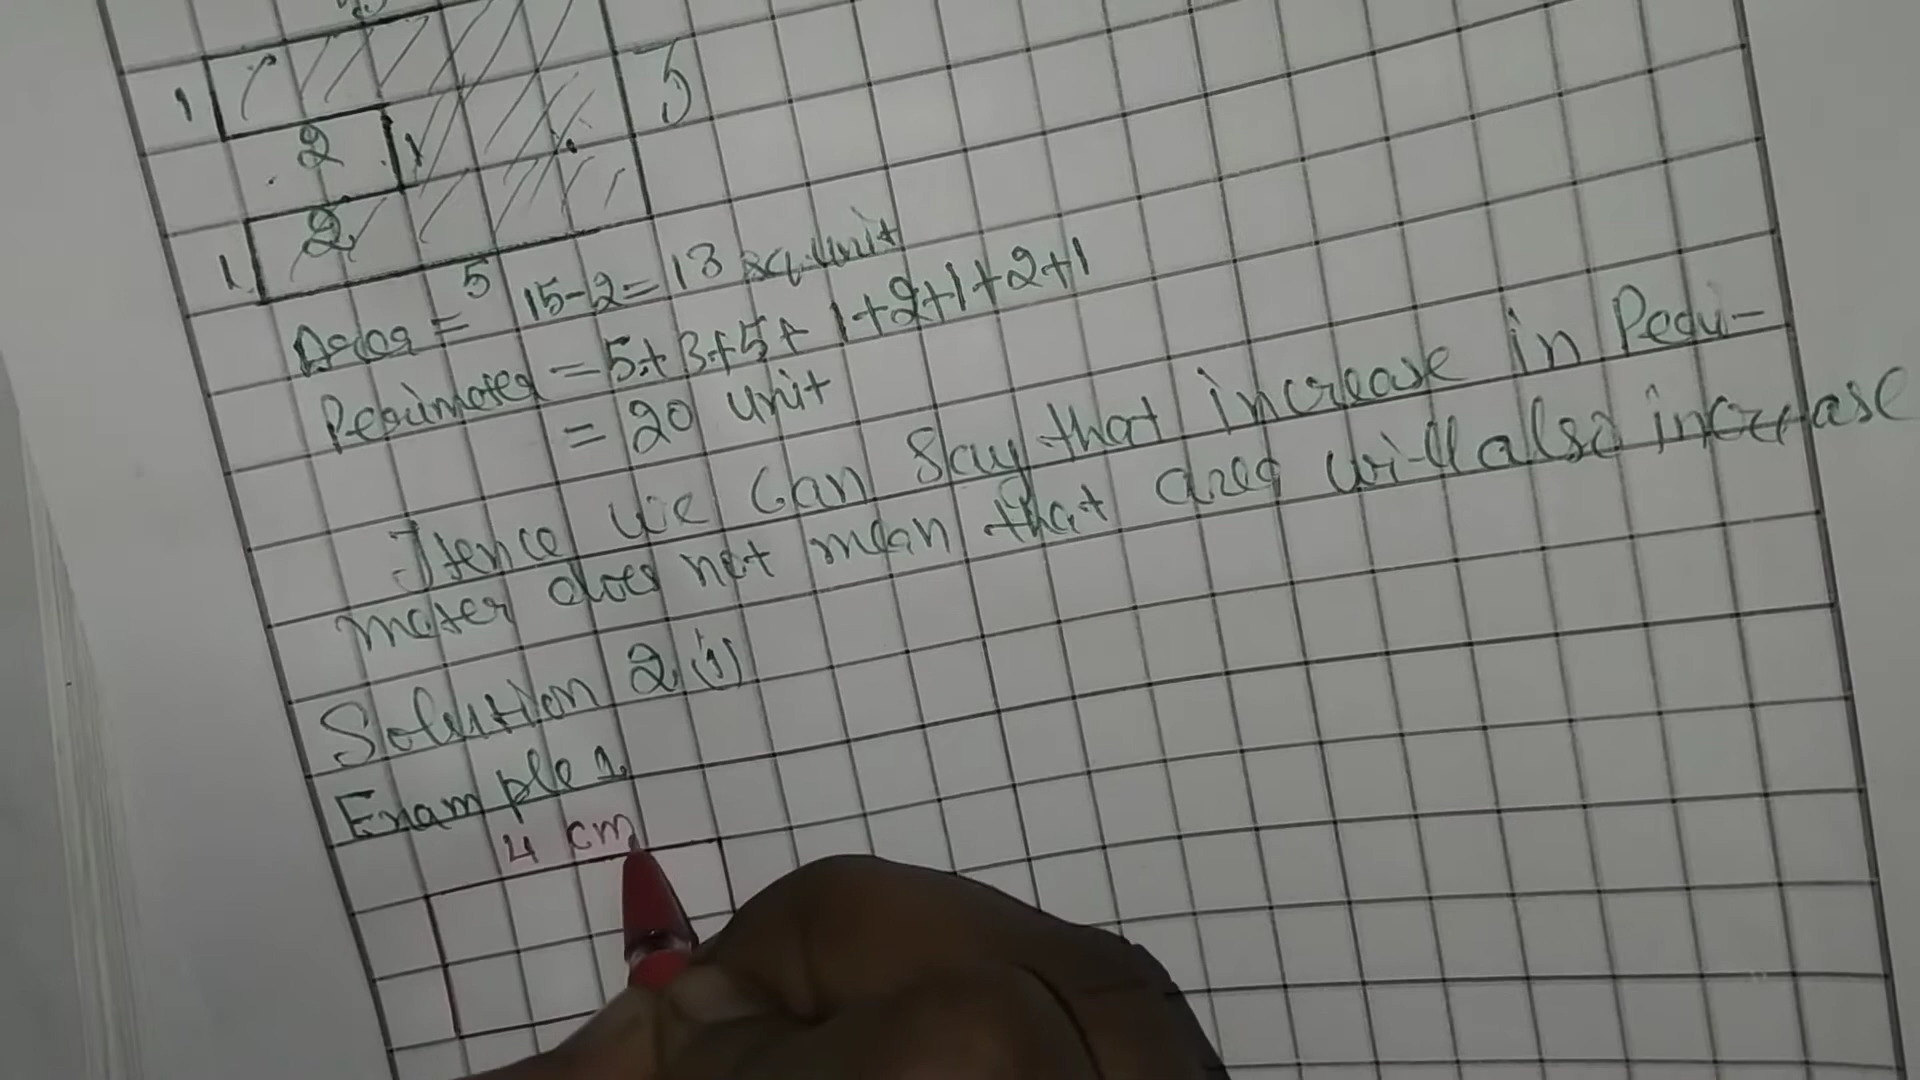 1
2
1
3
2
1
5
Area = 15-2=13 sq. unit
Perimeter = 5+3+5+1+2+1+2+1
= 20 unit
Hence we can say that increase in Peri-
meter does not mean that area will also increase
Solution 2.(i)
Example 1.
4 cm